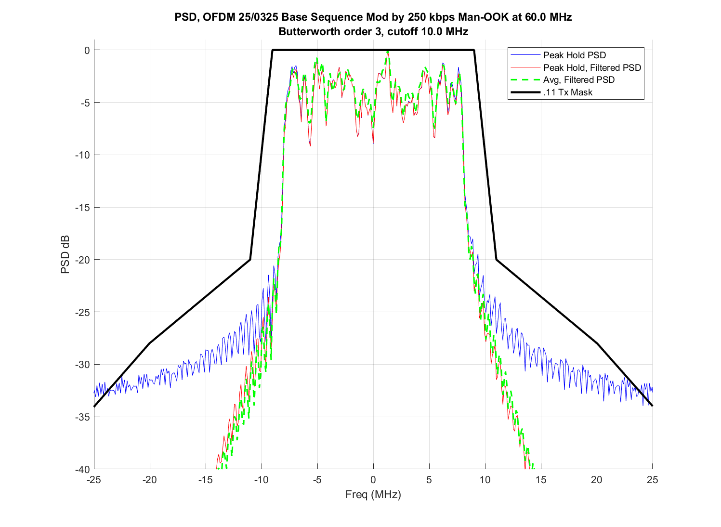 PSD, OFDM 25/0325 Base Sequence Mod by 250 kbps Man-OOK at 60.0 MHz
Butterworth order 3, cutoff 10.0 MHz
Peak Hold PSD
Peak Hold, Filtered PSD
Avg, Filtered PSD
.11 Tx Mask
PSD dB
0
-5
-10
-15
-20
-25
-30
-35
-40
-25
-20
-15
-10
-5
0
5
10
15
20
25
Freq (MHz)